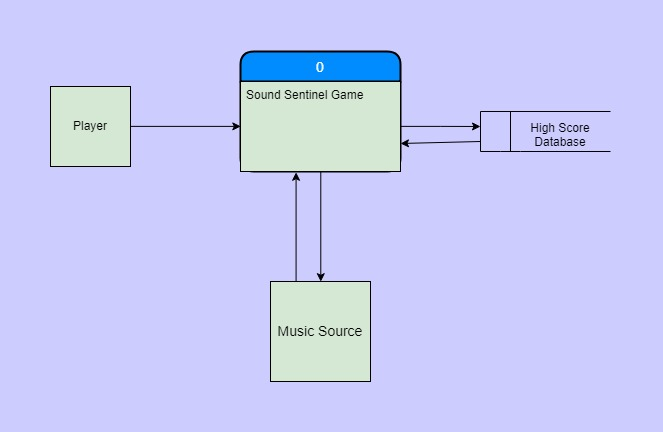 0
Sound Sentinel Game
Player
High Score
Database
Music Source